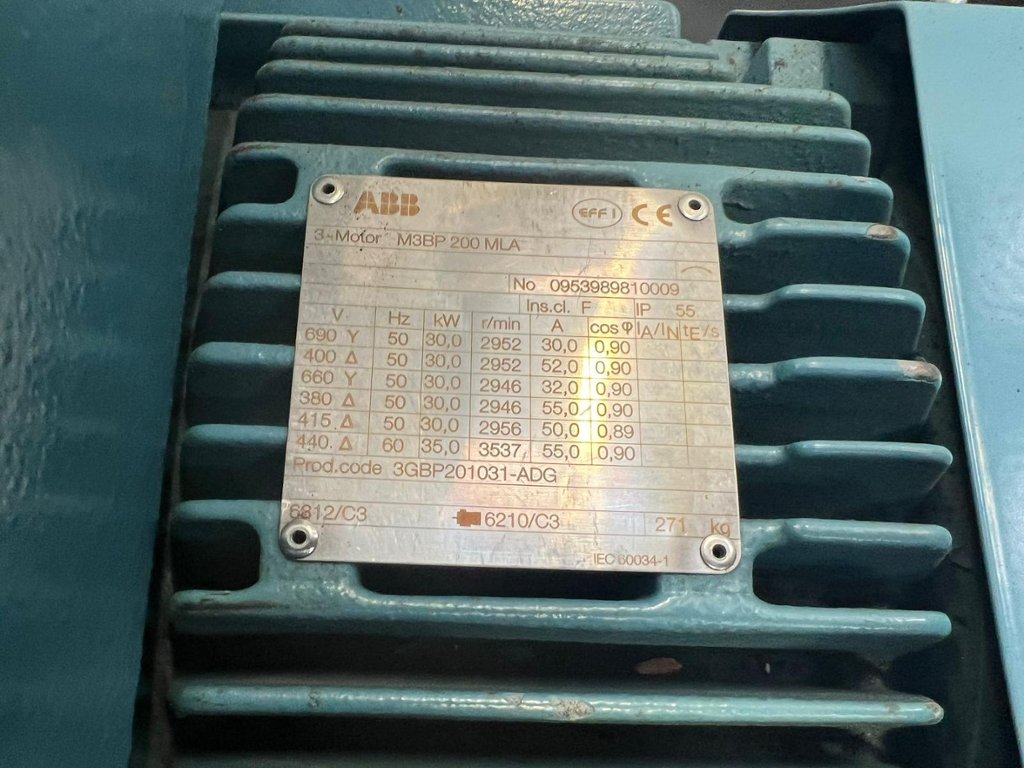 ABB EFF1 CE
3~Motor M3BP 200 MLA
No 0953989810009
Ins.cl. F IP 55
V Hz kW r/min A cos φ IA/IN tE/s
690 Y 50 30,0 2952 30,0 0,90
400 Δ 50 30,0 2952 52,0 0,90
660 Y 50 30,0 2946 32,0 0,90
380 Δ 50 30,0 2946 55,0 0,90
415 Δ 50 30,0 2956 50,0 0,89
440 Δ 60 35,0 3537 55,0 0,90
Prod.code 3GBP201031-ADG
6312/C3 6210/C3 271 kg
IEC 60034-1